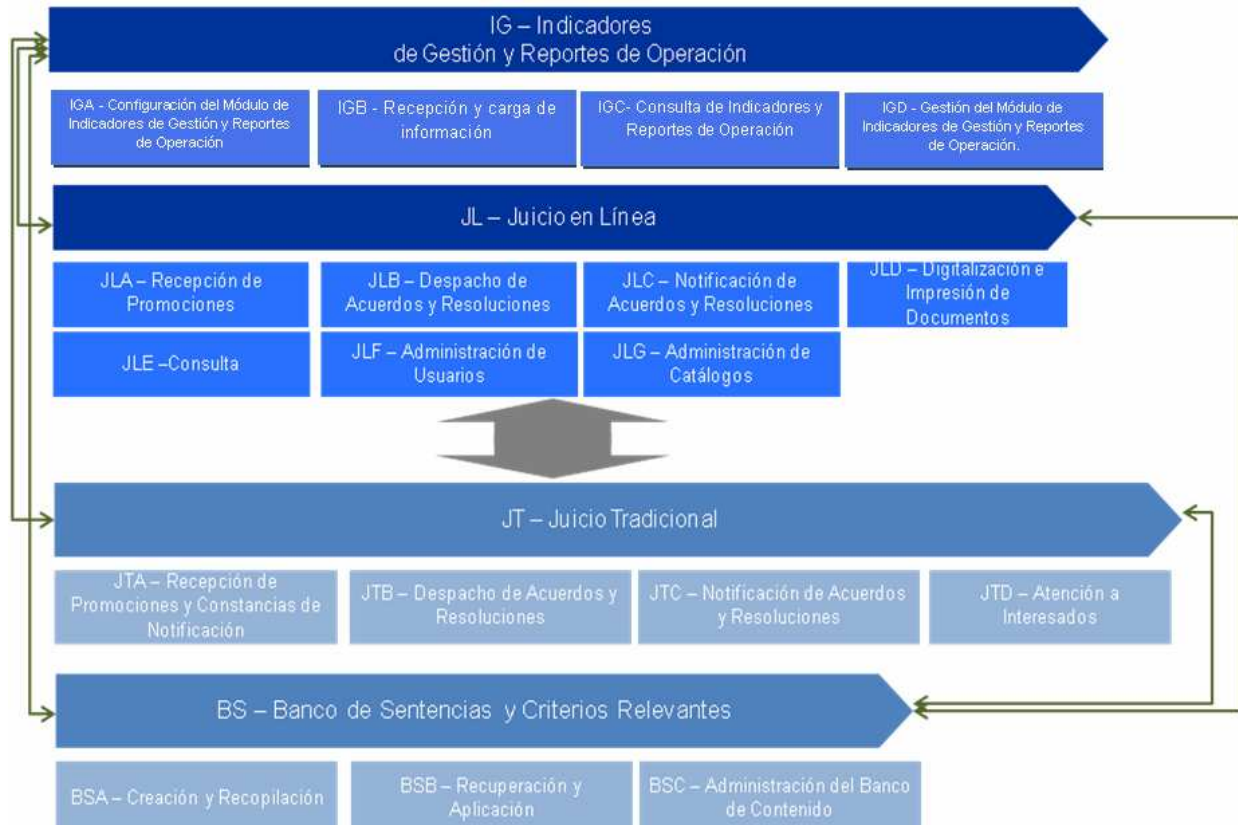 IG – Indicadores
de Gestión y Reportes de Operación
IGA - Configuración del Módulo de
Indicadores de Gestión y Reportes
de Operación
IGB - Recepción y carga de
información
IGC- Consulta de Indicadores y
Reportes de Operación
IGD - Gestión del Módulo de
Indicadores de Gestión y Reportes
de Operación.
JL – Juicio en Línea
JLA – Recepción de
Promociones
JLB – Despacho de
Acuerdos y Resoluciones
JLC – Notificación de
Acuerdos y Resoluciones
JLD – Digitalización e
Impresión de
Documentos
JLE –Consulta
JLF – Administración de
Usuarios
JLG – Administración de
Catálogos
JT – Juicio Tradicional
JTA – Recepción de
Promociones y Constancias de
Notificación
JTB – Despacho de Acuerdos y
Resoluciones
JTC – Notificación de Acuerdos
y Resoluciones
JTD – Atención a
Interesados
BS – Banco de Sentencias y Criterios Relevantes
BSA – Creación y Recopilación
BSB – Recuperación y
Aplicación
BSC – Administración del Banco
de Contenido